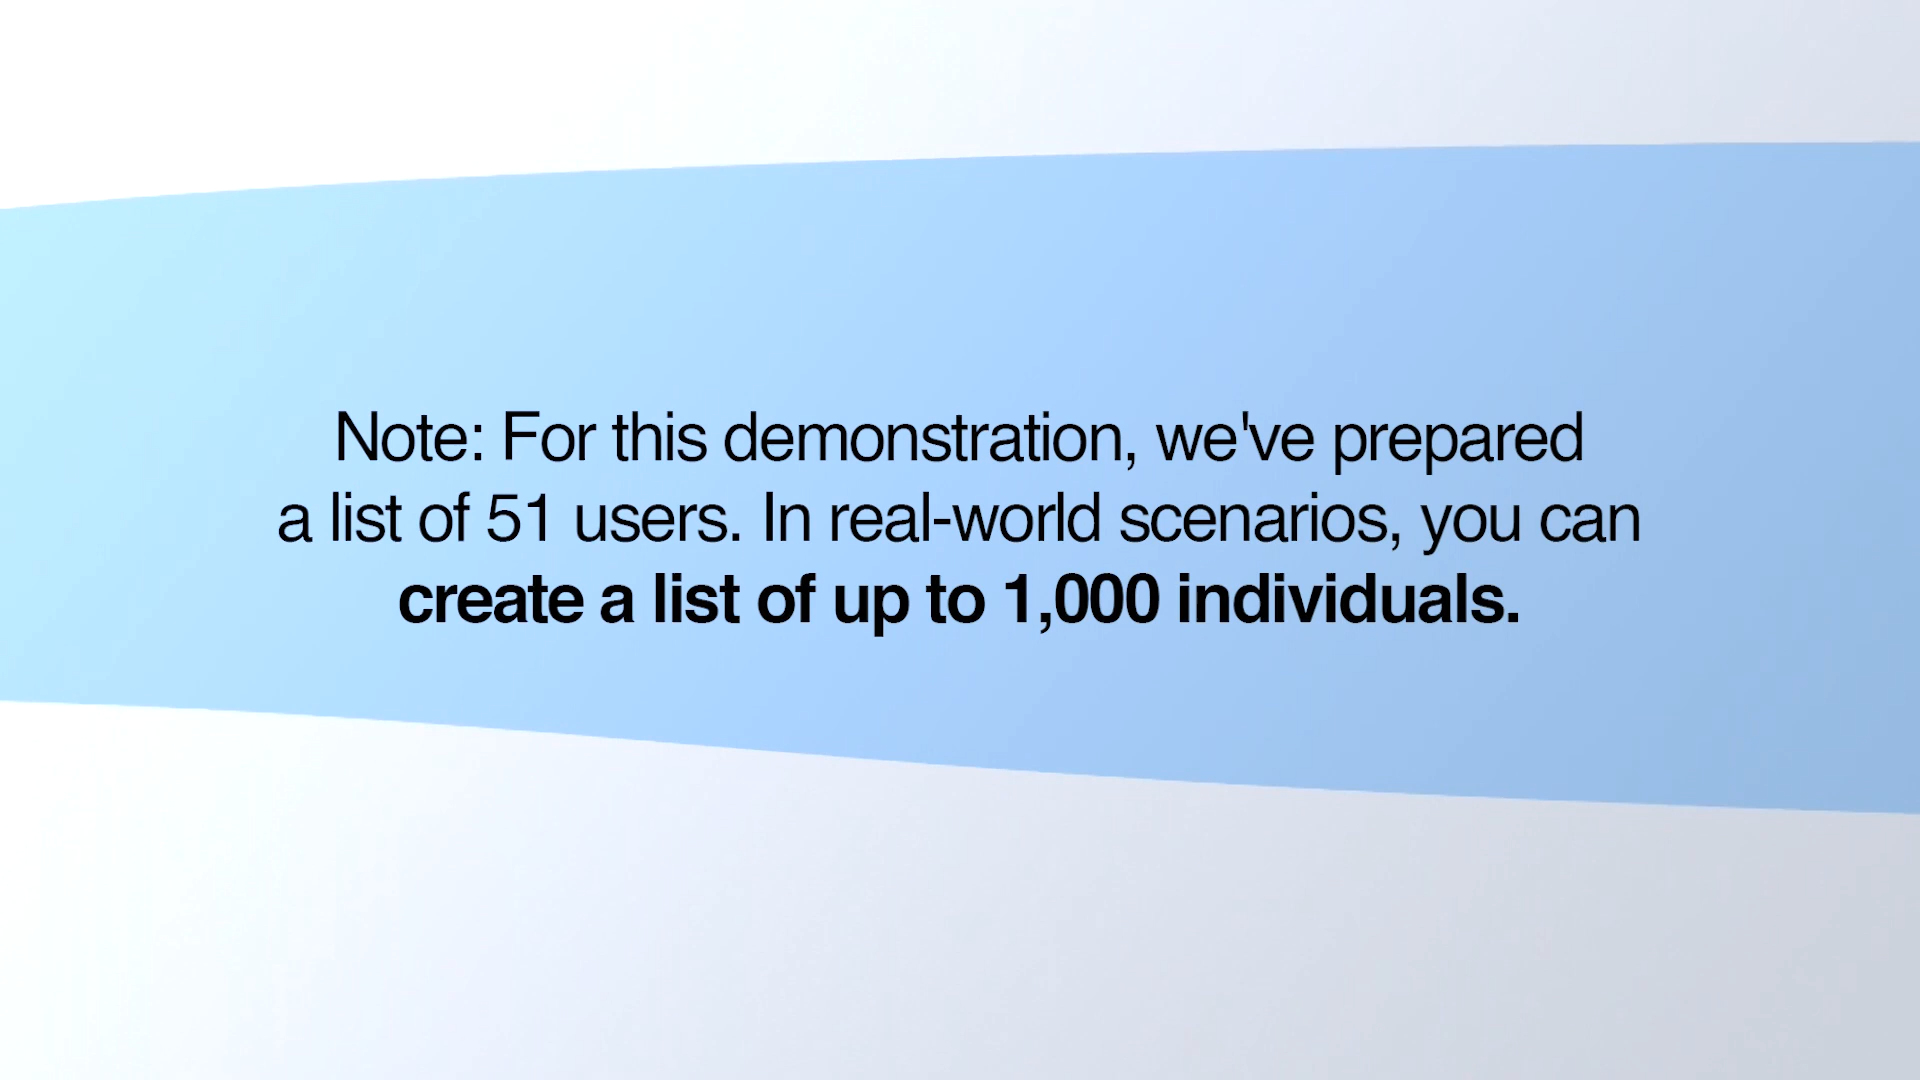 Note: For this demonstration, we've prepared
a list of 51 users. In real-world scenarios, you can
create a list of up to 1,000 individuals.